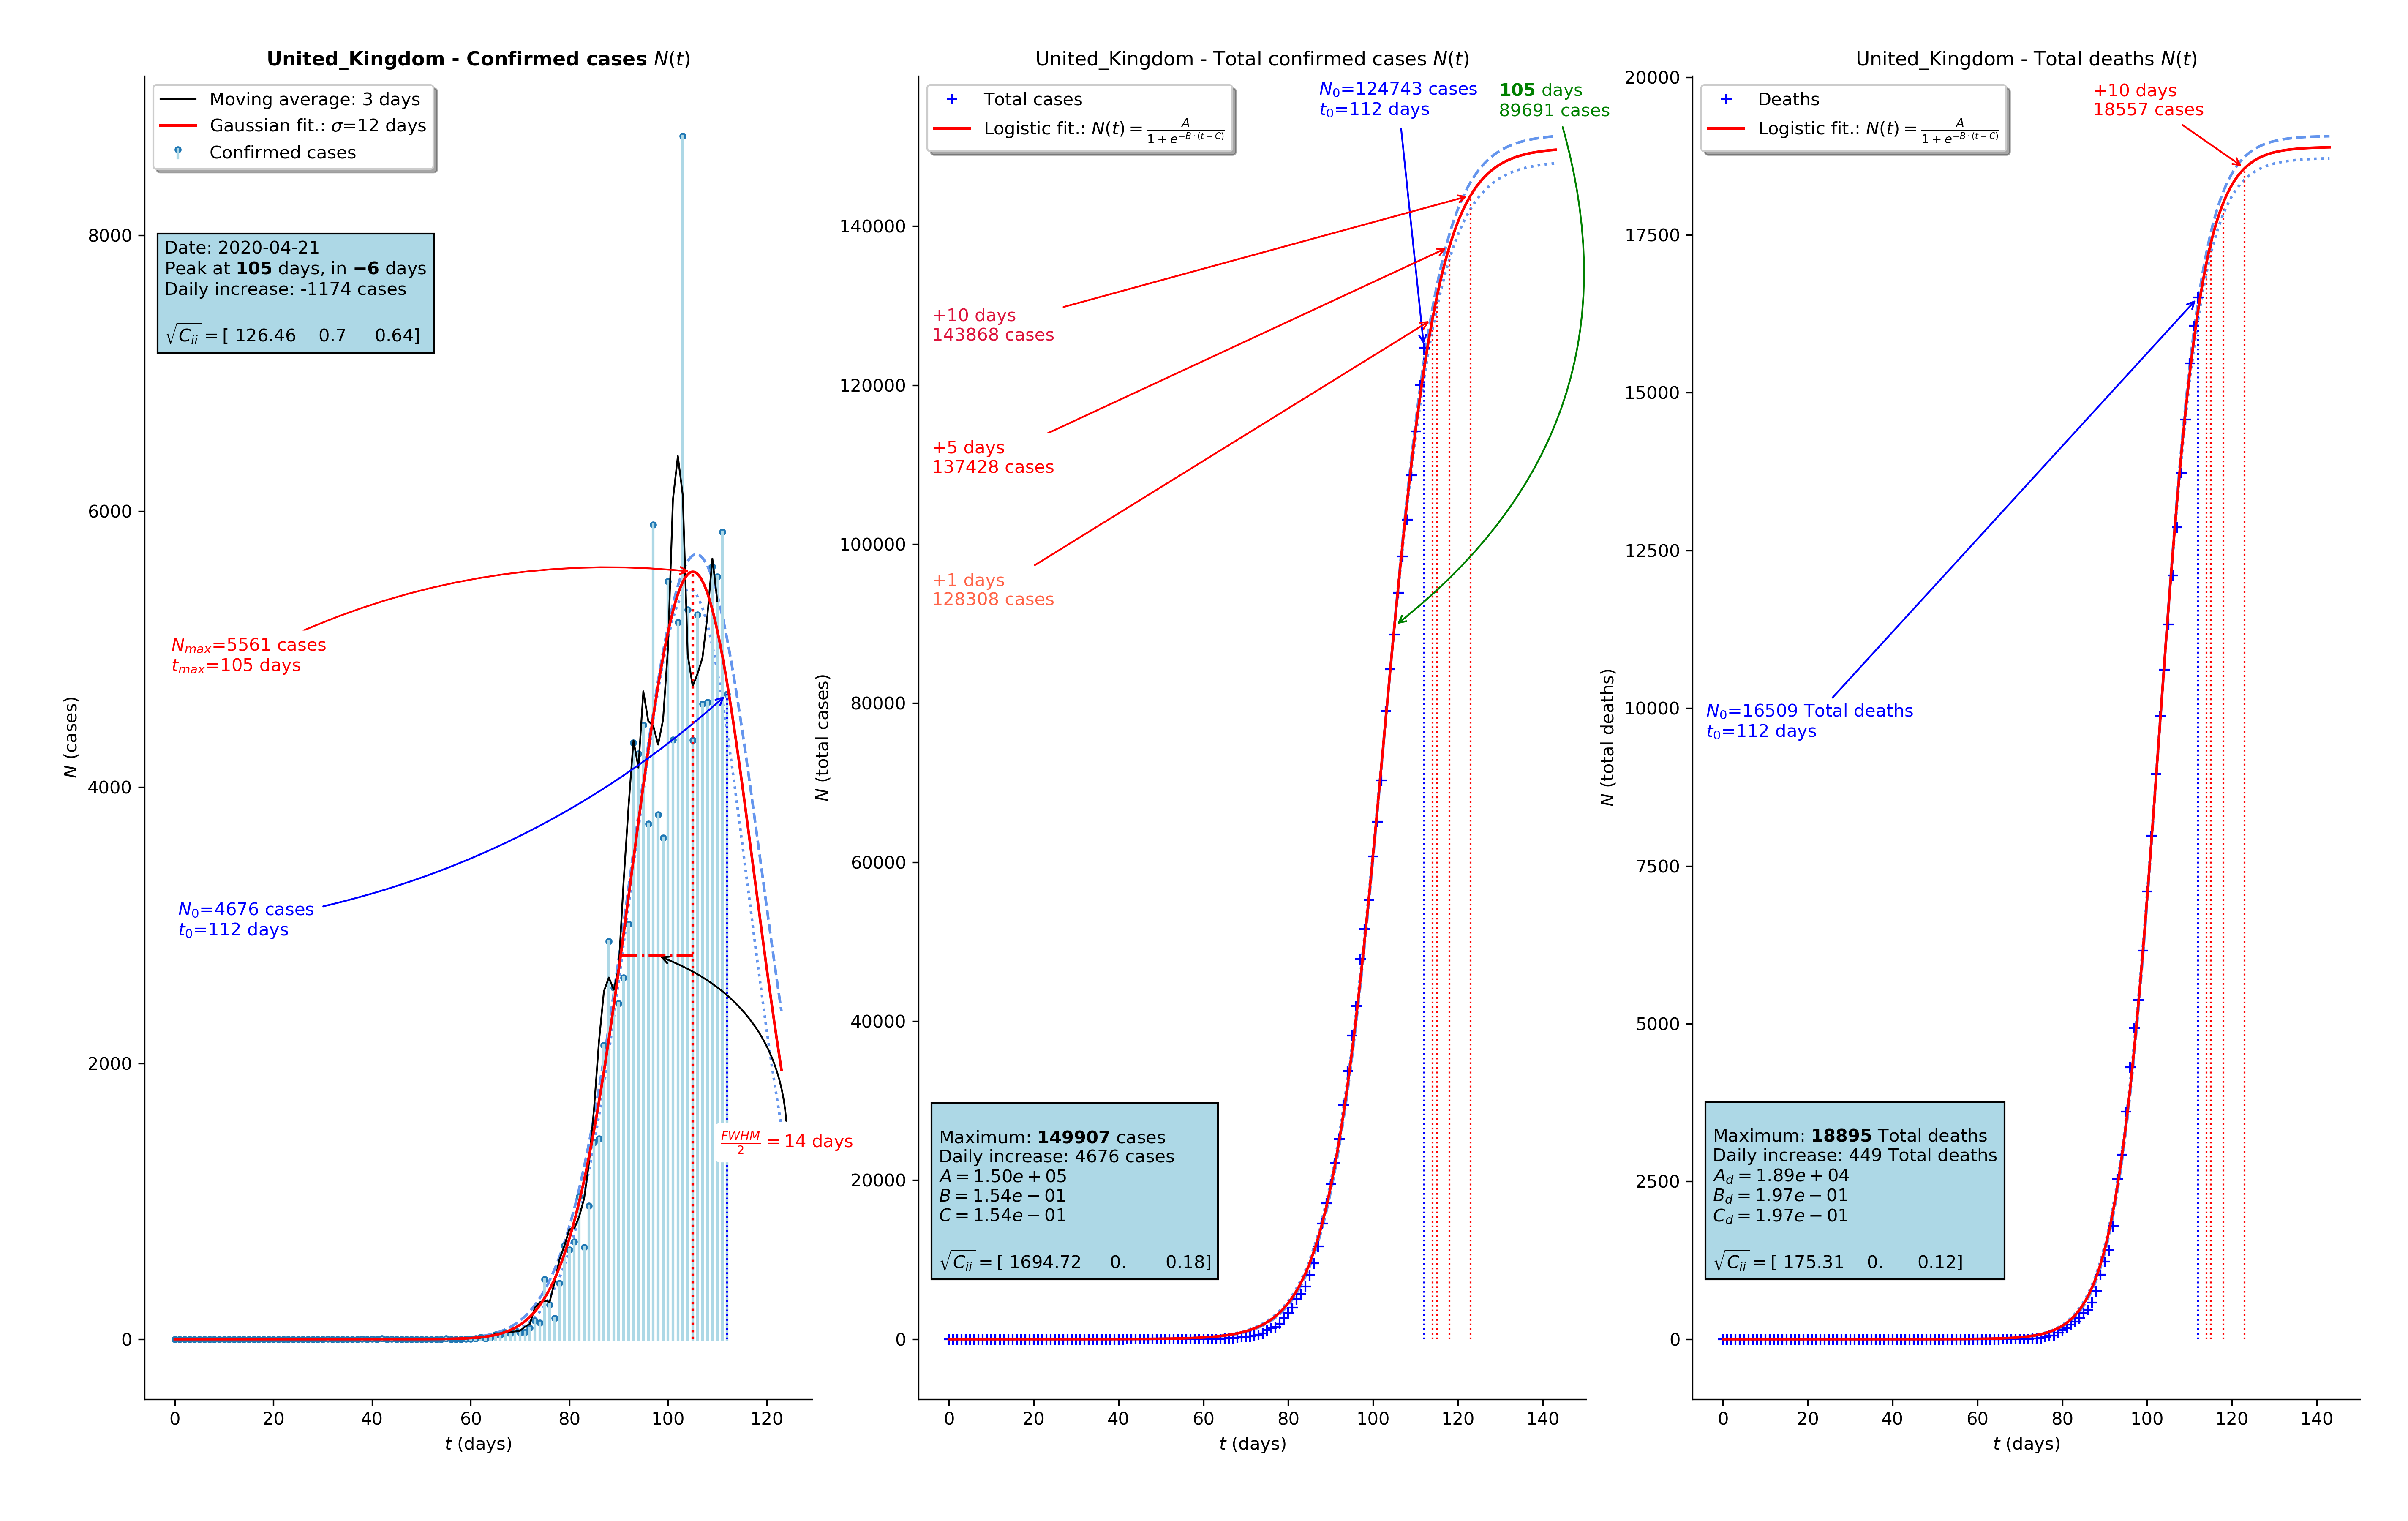 United_Kingdom - Confirmed cases N(t)
Moving average: 3 days
Gaussian fit.: σ=12 days
Confirmed cases
Date: 2020-04-21
Peak at 105 days, in −6 days
Daily increase: -1174 cases
√C_ii = [ 126.46 0.7 0.64]
N_max=5561 cases
t_max=105 days
N_0=4676 cases
t_0=112 days
FWHM/2 = 14 days
8000
6000
4000
2000
0
N (cases)
0 20 40 60 80 100 120
t (days)
United_Kingdom - Total confirmed cases N(t)
Total cases
Logistic fit.: N(t) = A/(1 + e^{−B·(t−C)})
N_0=124743 cases
t_0=112 days
105 days
89691 cases
+10 days
143868 cases
+5 days
137428 cases
+1 days
128308 cases
Maximum: 149907 cases
Daily increase: 4676 cases
A = 1.50e + 05
B = 1.54e − 01
C = 1.54e − 01
√C_ii = [ 1694.72 0. 0.18]
140000
120000
100000
80000
60000
40000
20000
0
N (total cases)
0 20 40 60 80 100 120 140
t (days)
United_Kingdom - Total deaths N(t)
Deaths
Logistic fit.: N(t) = A/(1 + e^{−B·(t−C)})
+10 days
18557 cases
N_0=16509 Total deaths
t_0=112 days
Maximum: 18895 Total deaths
Daily increase: 449 Total deaths
A_d = 1.89e + 04
B_d = 1.97e − 01
C_d = 1.97e − 01
√C_ii = [ 175.31 0. 0.12]
20000
17500
15000
12500
10000
7500
5000
2500
0
N (total deaths)
0 20 40 60 80 100 120 140
t (days)